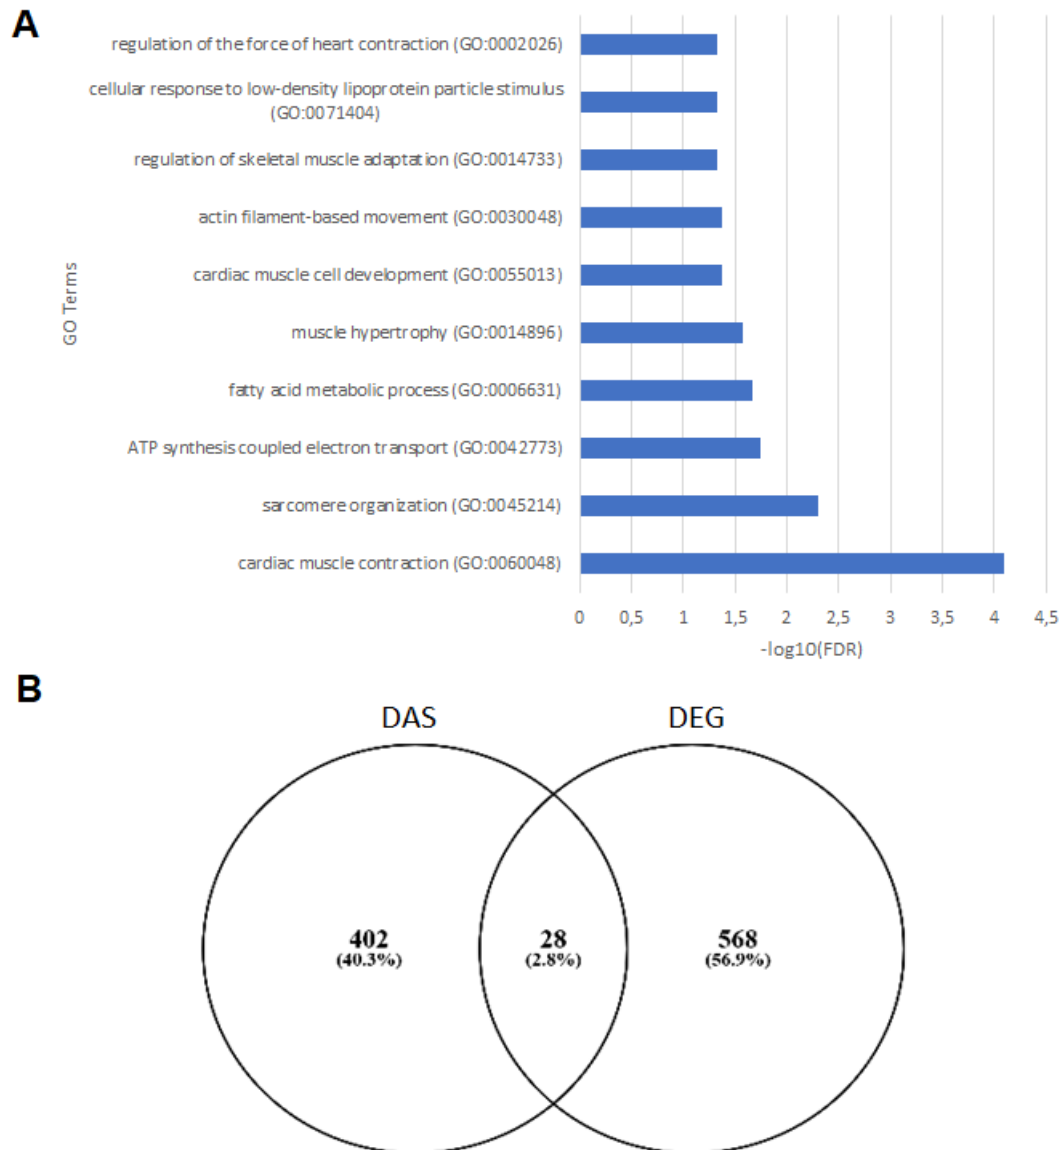 A
regulation of the force of heart contraction (GO:0002026)
cellular response to low-density lipoprotein particle stimulus
(GO:0071404)
regulation of skeletal muscle adaptation (GO:0014733)
actin filament-based movement (GO:0030048)
cardiac muscle cell development (GO:0055013)
GO Terms
muscle hypertrophy (GO:0014896)
fatty acid metabolic process (GO:0006631)
ATP synthesis coupled electron transport (GO:0042773)
sarcomere organization (GO:0045214)
cardiac muscle contraction (GO:0060048)
0 0,5 1 1,5 2 2,5 3 3,5 4 4,5
-log10(FDR)
B
DAS DEG
402 28 568
(40.3%) (2.8%) (56.9%)